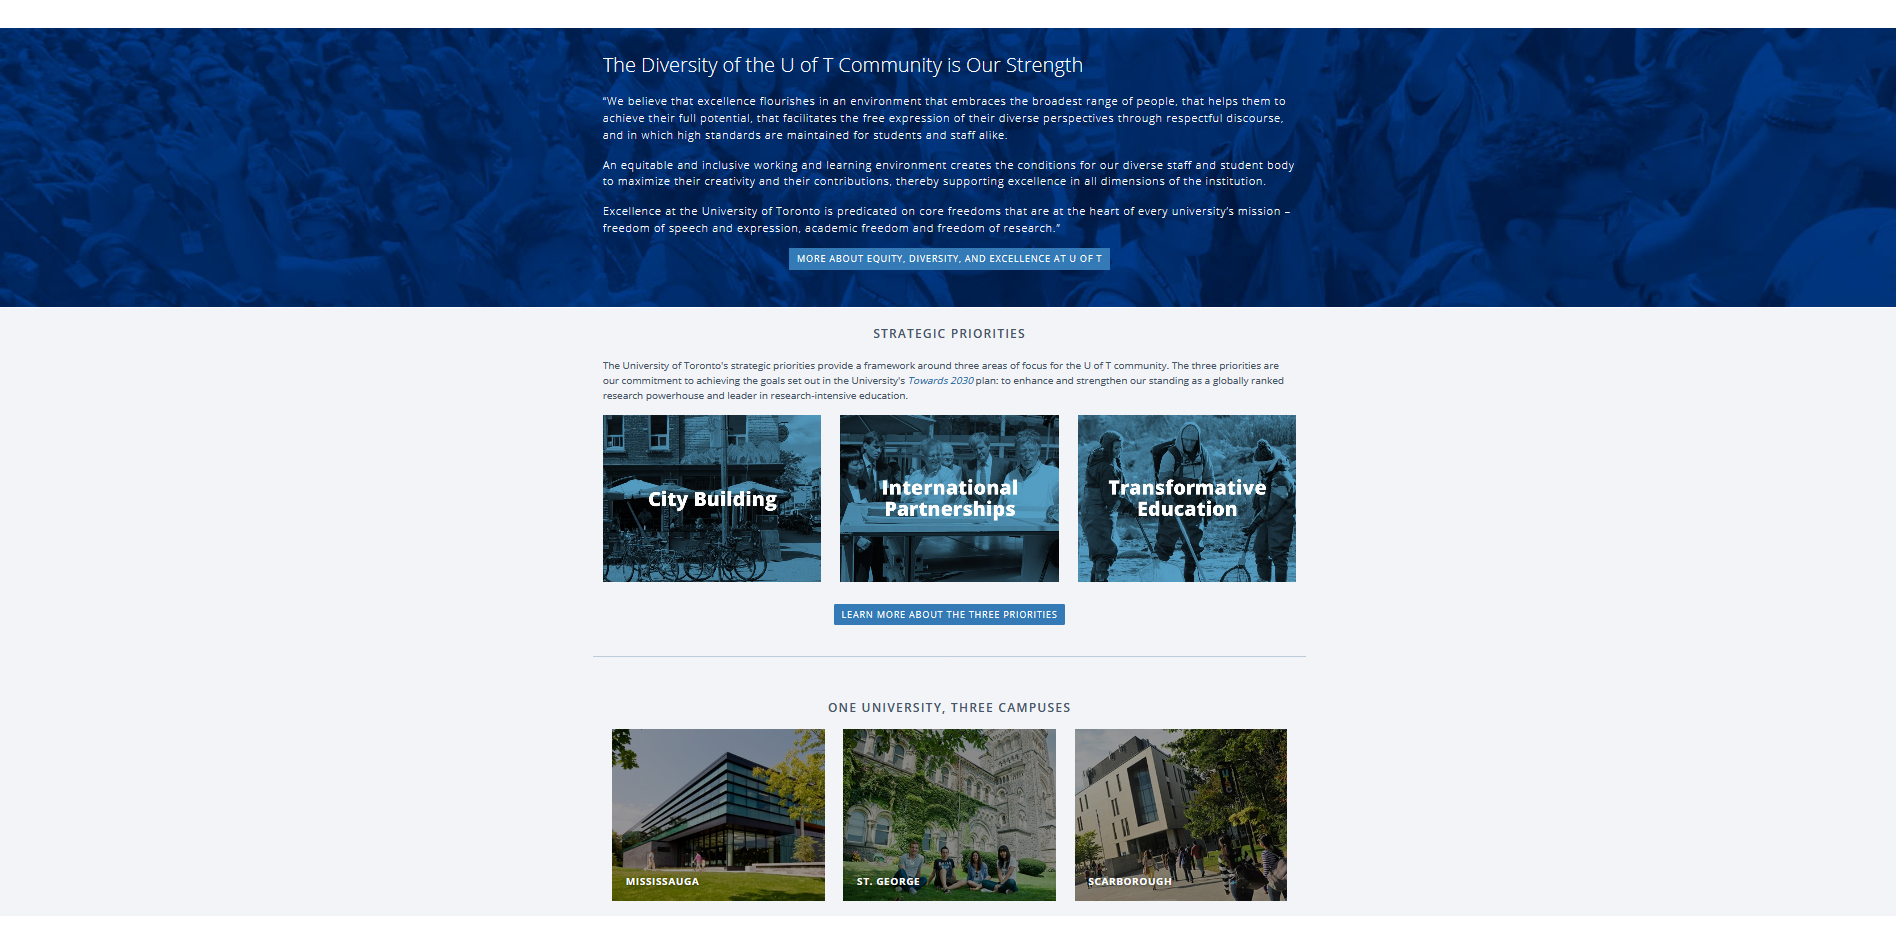 The Diversity of the U of T Community is Our Strength
“We believe that excellence flourishes in an environment that embraces the broadest range of people, that helps them to
achieve their full potential, that facilitates the free expression of their diverse perspectives through respectful discourse,
and in which high standards are maintained for students and staff alike.
An equitable and inclusive working and learning environment creates the conditions for our diverse staff and student body
to maximize their creativity and their contributions, thereby supporting excellence in all dimensions of the institution.
Excellence at the University of Toronto is predicated on core freedoms that are at the heart of every university’s mission –
freedom of speech and expression, academic freedom and freedom of research.”
MORE ABOUT EQUITY, DIVERSITY, AND EXCELLENCE AT U OF T
STRATEGIC PRIORITIES
The University of Toronto's strategic priorities provide a framework around three areas of focus for the U of T community. The three priorities are
our commitment to achieving the goals set out in the University's Towards 2030 plan: to enhance and strengthen our standing as a globally ranked
research powerhouse and leader in research-intensive education.
City Building
International
Partnerships
Transformative
Education
LEARN MORE ABOUT THE THREE PRIORITIES
ONE UNIVERSITY, THREE CAMPUSES
MISSISSAUGA
ST. GEORGE
SCARBOROUGH